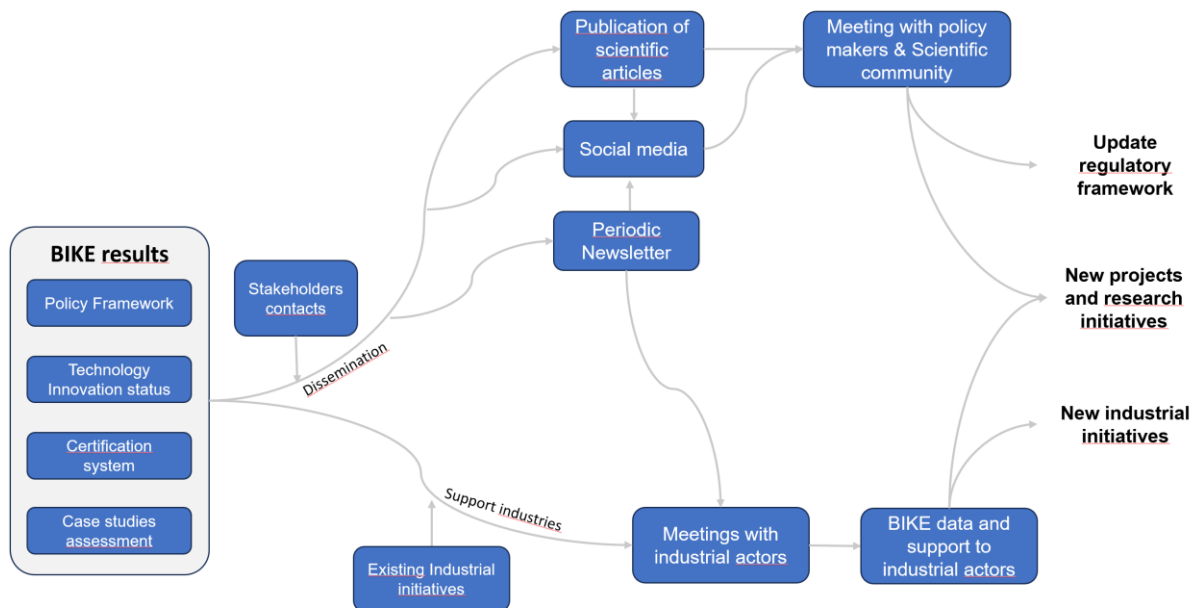 Publication of
scientific
articles
Meeting with policy
makers & Scientific
community
Social media
Update
regulatory
framework
Periodic
Newsletter
BIKE results
Policy Framework
Technology
Innovation status
Certification
system
Case studies
assessment
Stakeholders
contacts
Dissemination
New projects
and research
initiatives
New industrial
initiatives
Support industries
Existing Industrial
initiatives
Meetings with
industrial actors
BIKE data and
support to
industrial actors